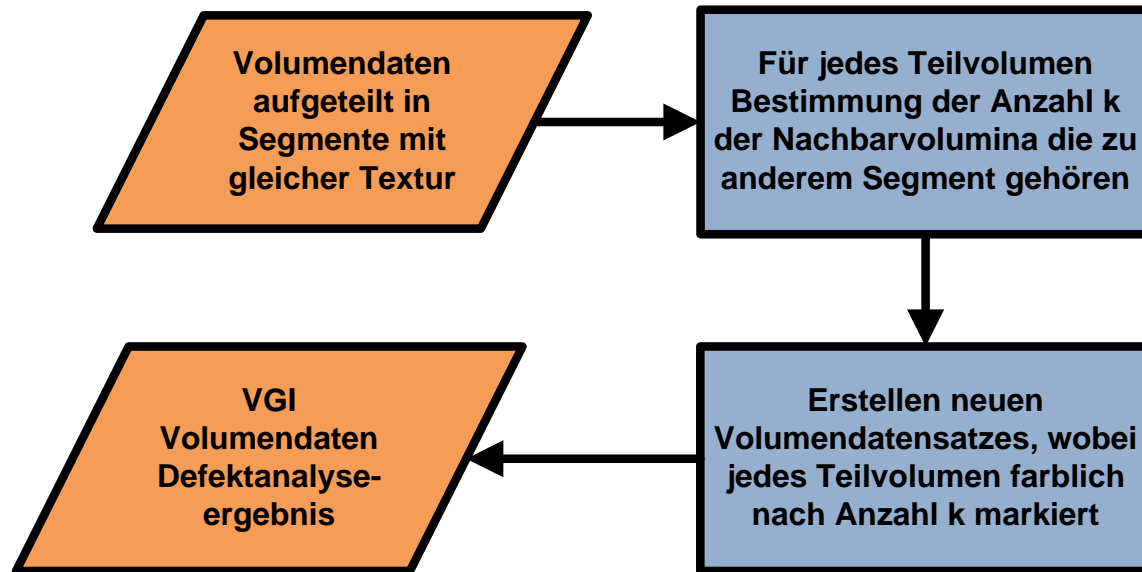 Volumendaten
aufgeteilt in
Segmente mit
gleicher Textur
Für jedes Teilvolumen
Bestimmung der Anzahl k
der Nachbarvolumina die zu
anderem Segment gehören
Erstellen neuen
Volumendatensatzes, wobei
jedes Teilvolumen farblich
nach Anzahl k markiert
VGI
Volumendaten
Defektanalyse-
ergebnis